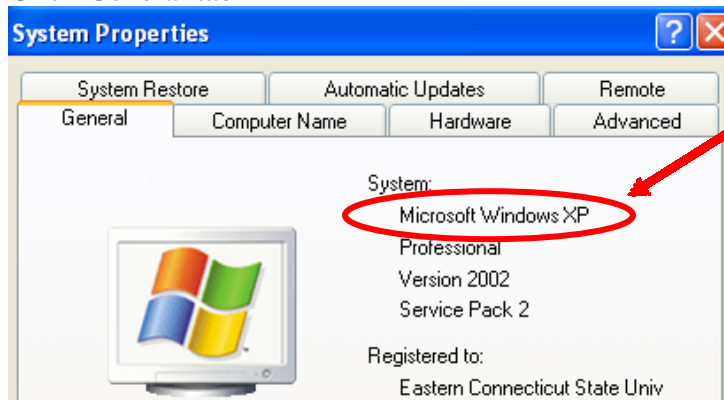 System Properties
System Restore Automatic Updates Remote
General Computer Name Hardware Advanced
System:
Microsoft Windows XP
Professional
Version 2002
Service Pack 2
Registered to:
Eastern Connecticut State Univ